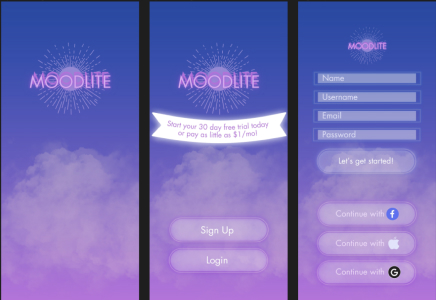 MOODLITE
MOODLITE
Start your 30 day free trial today
or pay as little as $1/mo!
Sign Up
Login
MOODLITE
Name
Username
Email
Password
Let's get started!
Continue with
Continue with
Continue with G